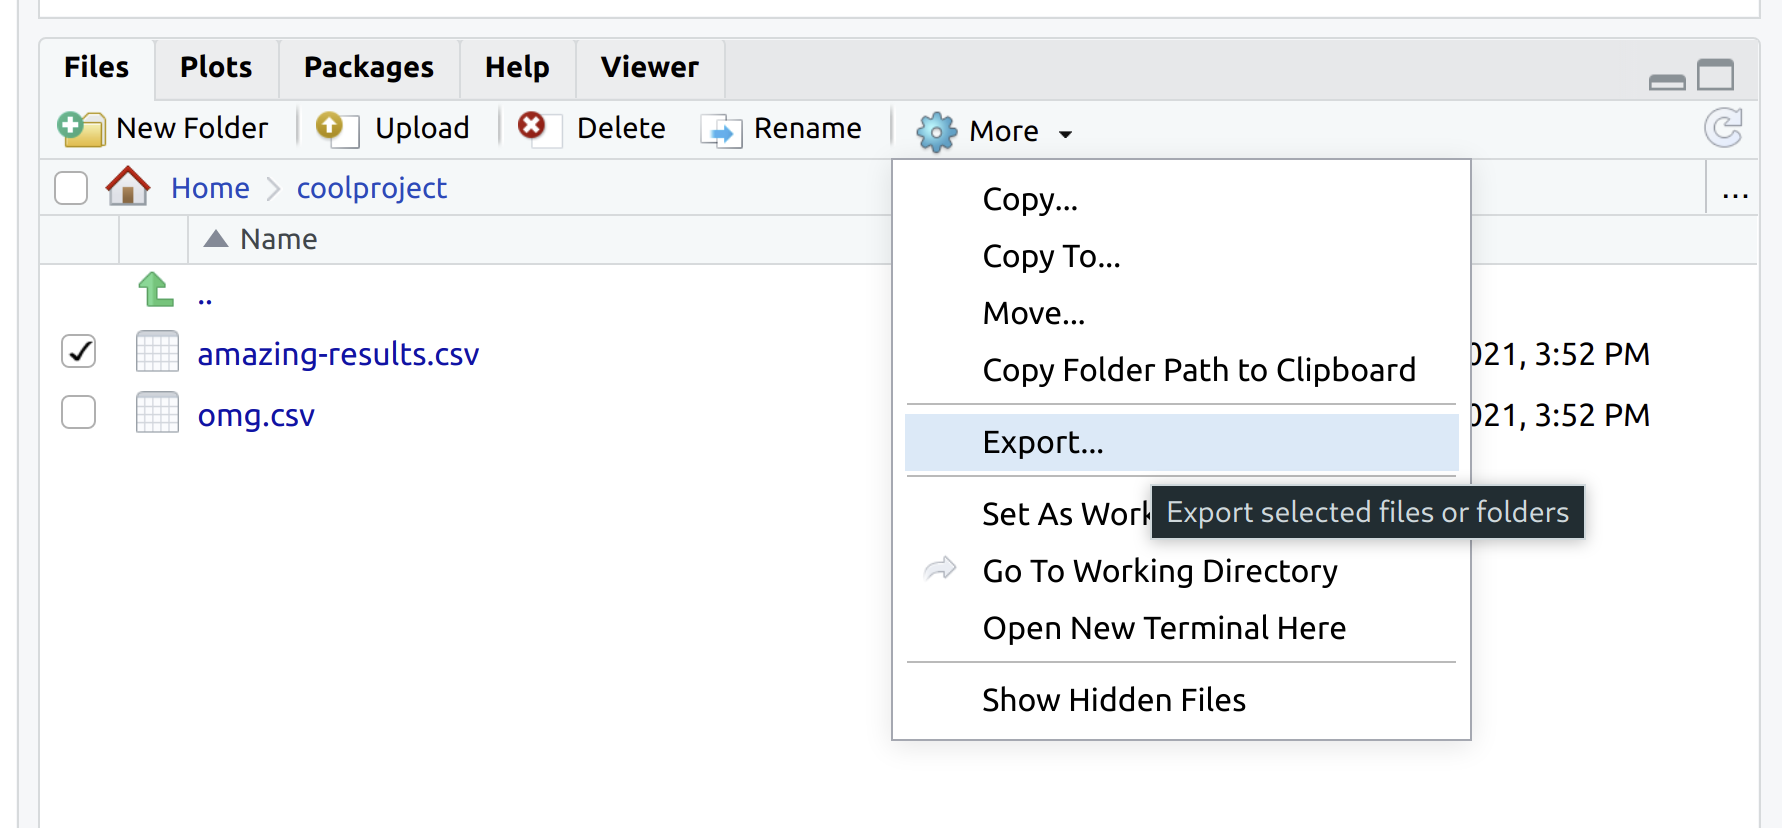 Files Plots Packages Help Viewer
New Folder Upload Delete Rename More
Home coolproject ...
Name
..
amazing-results.csv 021, 3:52 PM
omg.csv 021, 3:52 PM
Copy...
Copy To...
Move...
Copy Folder Path to Clipboard
Export...
Set As Work
Export selected files or folders
Go To Working Directory
Open New Terminal Here
Show Hidden Files